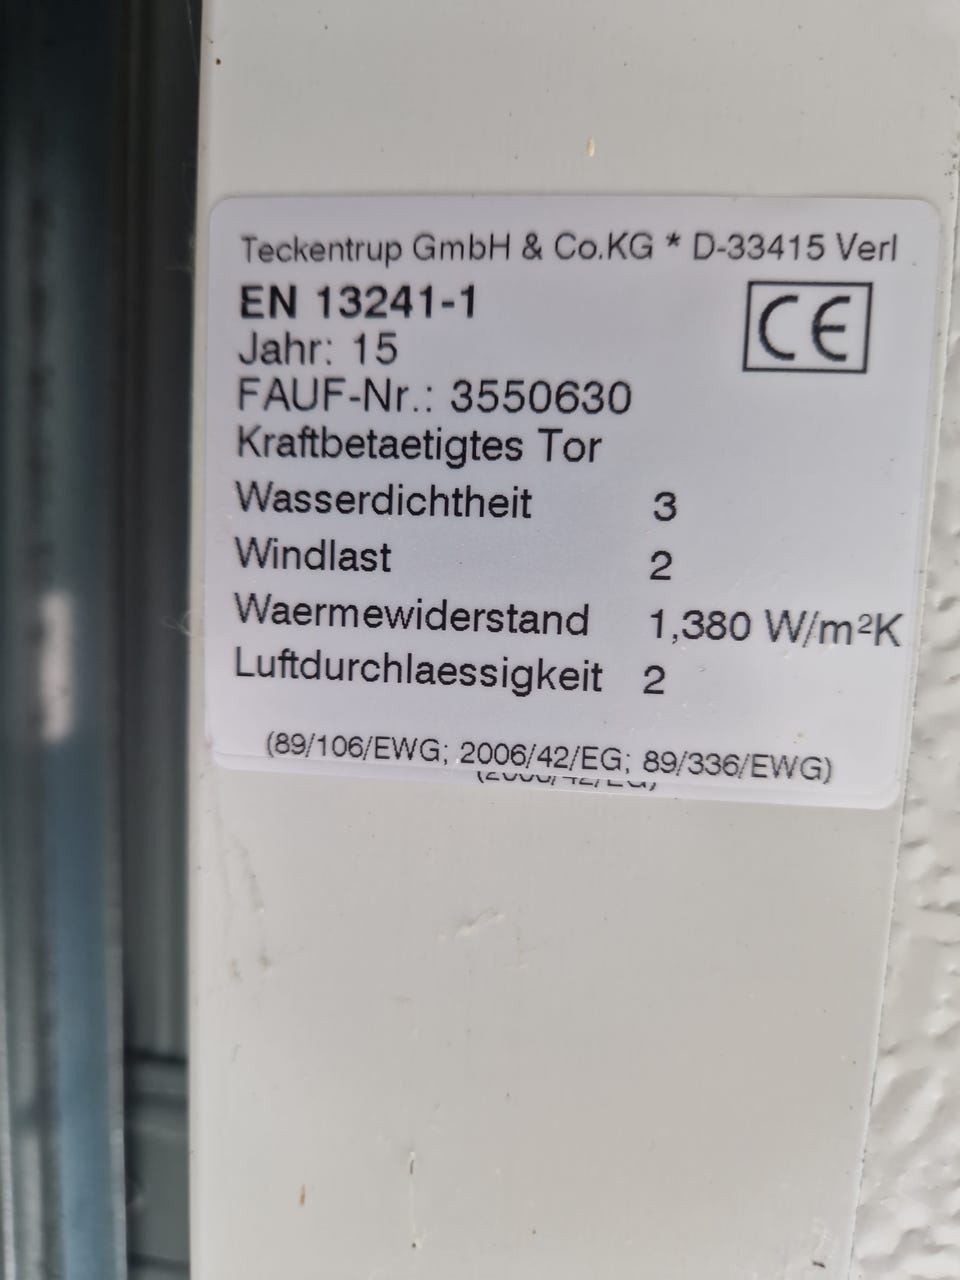 Teckentrup GmbH & Co.KG * D-33415 Verl
EN 13241-1
CE
Jahr: 15
FAUF-Nr.: 3550630
Kraftbetaetigtes Tor
Wasserdichtheit 3
Windlast 2
Waermewiderstand 1,380 W/m²K
Luftdurchlaessigkeit 2
(89/106/EWG; 2006/42/EG; 89/336/EWG)